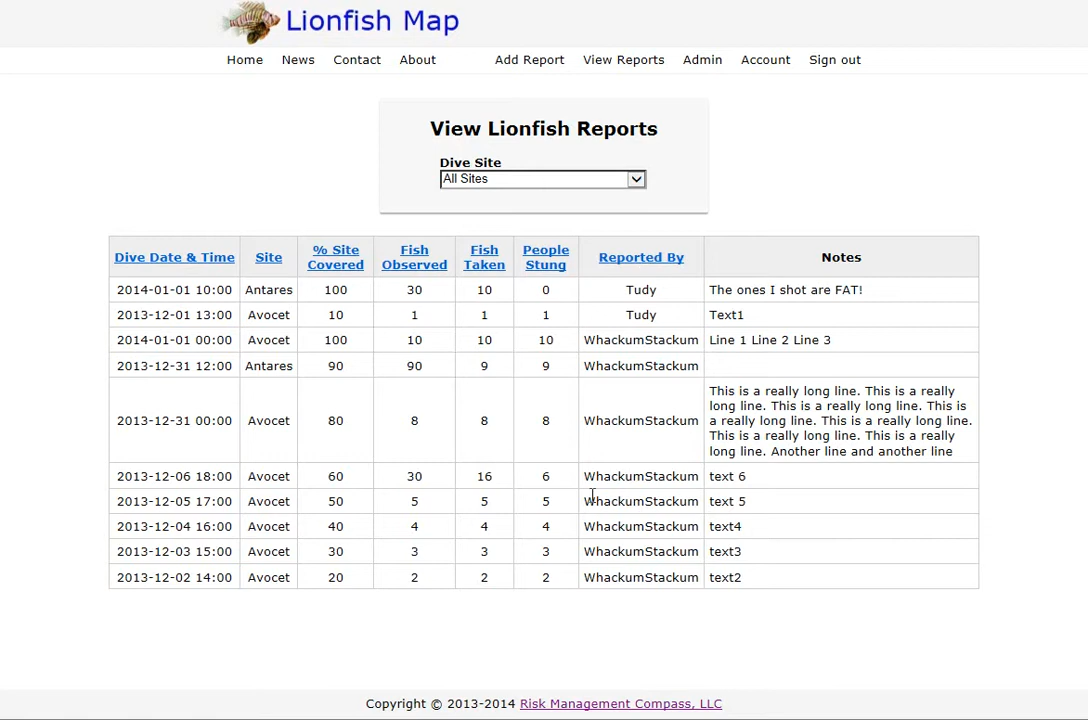 Lionfish Map
Home News Contact About Add Report View Reports Admin Account Sign out
View Lionfish Reports
Dive Site
All Sites
Dive Date & Time Site % Site Covered Fish Observed Fish Taken People Stung Reported By Notes
2014-01-01 10:00 Antares 100 30 10 0 Tudy The ones I shot are FAT!
2013-12-01 13:00 Avocet 10 1 1 1 Tudy Text1
2014-01-01 00:00 Avocet 100 10 10 10 WhackumStackum Line 1 Line 2 Line 3
2013-12-31 12:00 Antares 90 90 9 9 WhackumStackum
2013-12-31 00:00 Avocet 80 8 8 8 WhackumStackum This is a really long line. This is a really
long line. This is a really long line. This is
a really long line. This is a really long line.
This is a really long line. This is a really
long line. Another line and another line
2013-12-06 18:00 Avocet 60 30 16 6 WhackumStackum text 6
2013-12-05 17:00 Avocet 50 5 5 5 WhackumStackum text 5
2013-12-04 16:00 Avocet 40 4 4 4 WhackumStackum text4
2013-12-03 15:00 Avocet 30 3 3 3 WhackumStackum text3
2013-12-02 14:00 Avocet 20 2 2 2 WhackumStackum text2
Copyright © 2013-2014 Risk Management Compass, LLC